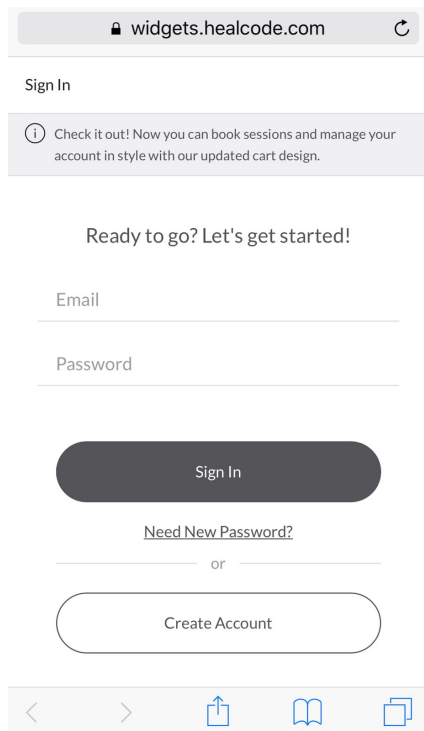 widgets.healcode.com
Sign In
Check it out! Now you can book sessions and manage your
account in style with our updated cart design.
Ready to go? Let's get started!
Email
Password
Sign In
Need New Password?
or
Create Account